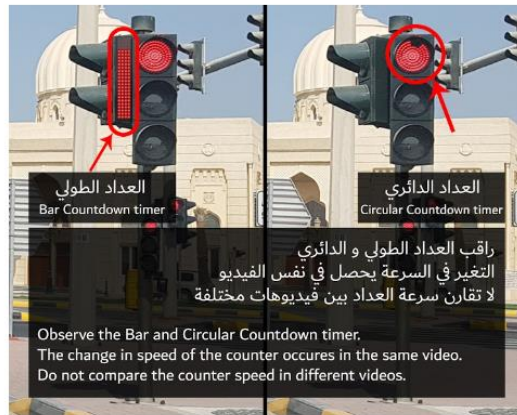 العداد الطولي
Bar Countdown timer
العداد الدائري
Circular Countdown timer
راقب العداد الطولي و الدائري
التغير في السرعة يحصل في نفس الفيديو
لا تقارن سرعة العداد بين فيديوهات مختلفة
Observe the Bar and Circular Countdown timer.
The change in speed of the counter occures in the same video.
Do not compare the counter speed in different videos.